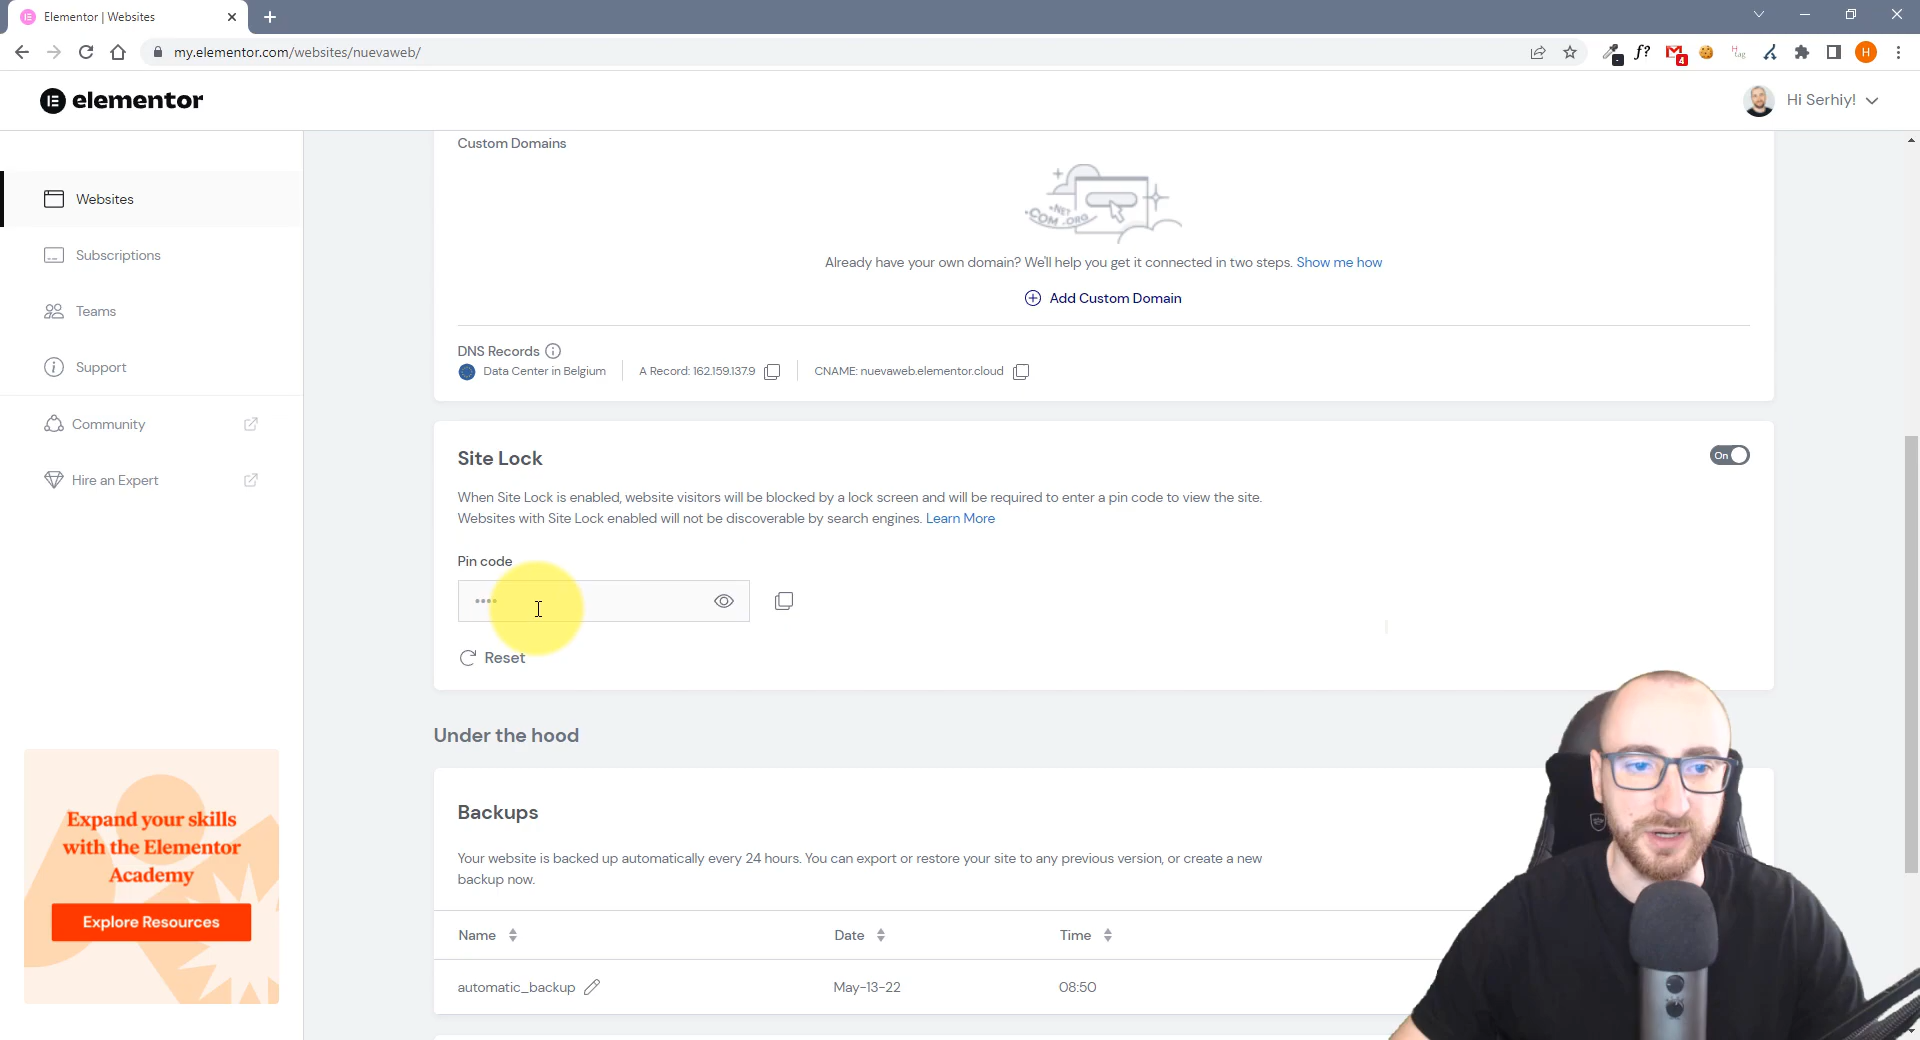 Elementor | Websites
my.elementor.com/websites/nuevaweb/
f?
4
H
tag
H
elementor
Hi Serhiy!
Websites
Subscriptions
Teams
Support
Community
Hire an Expert
Expand your skills
with the Elementor
Academy
Explore Resources
Custom Domains
.NET
.COM .ORG
Already have your own domain? We'll help you get it connected in two steps. Show me how
Add Custom Domain
DNS Records
Data Center in Belgium
A Record: 162.159.137.9
CNAME: nuevaweb.elementor.cloud
Site Lock
On
When Site Lock is enabled, website visitors will be blocked by a lock screen and will be required to enter a pin code to view the site.
Websites with Site Lock enabled will not be discoverable by search engines. Learn More
Pin code
••••
Reset
Under the hood
Backups
Your website is backed up automatically every 24 hours. You can export or restore your site to any previous version, or create a new
backup now.
Name
Date
Time
automatic_backup
May-13-22
08:50